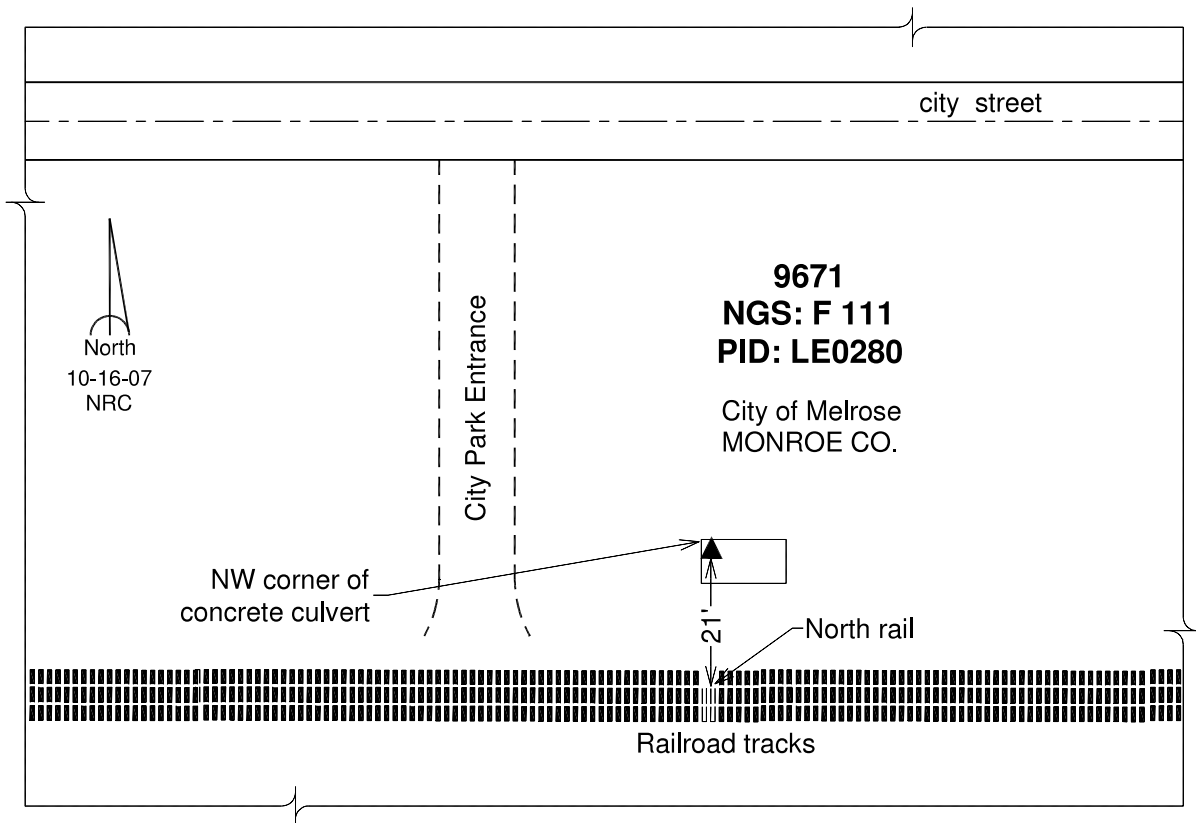 city street
9671
NGS: F 111
PID: LE0280
North
10-16-07
NRC
City Park Entrance
City of Melrose
MONROE CO.
NW corner of
concrete culvert
21'
North rail
Railroad tracks